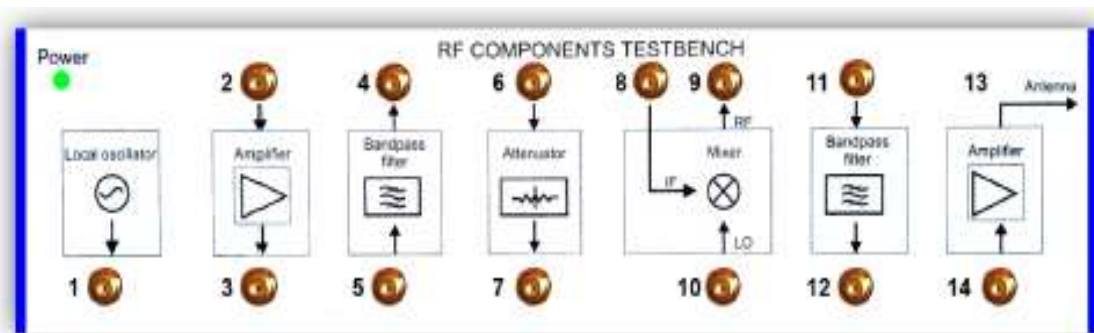 RF COMPONENTS TESTBENCH
Power
2
4
6
8
9
11
13
Antenna
Local oscillator
Amplifier
Bandpass
filter
Attenuator
RF
Mixer
IF
LO
Bandpass
filter
Amplifier
1
3
5
7
10
12
14